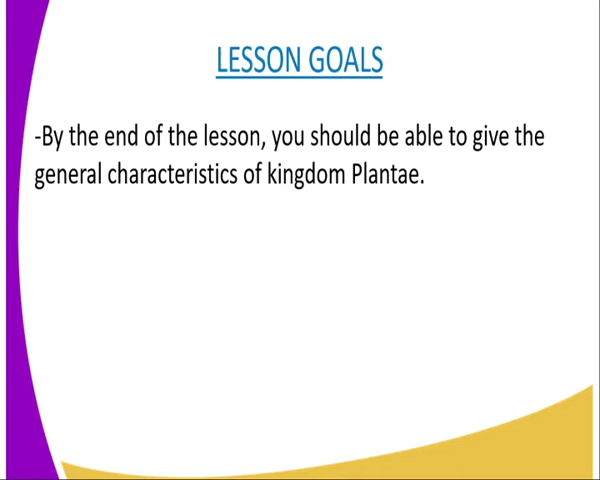 LESSON GOALS
-By the end of the lesson, you should be able to give the
general characteristics of kingdom Plantae.